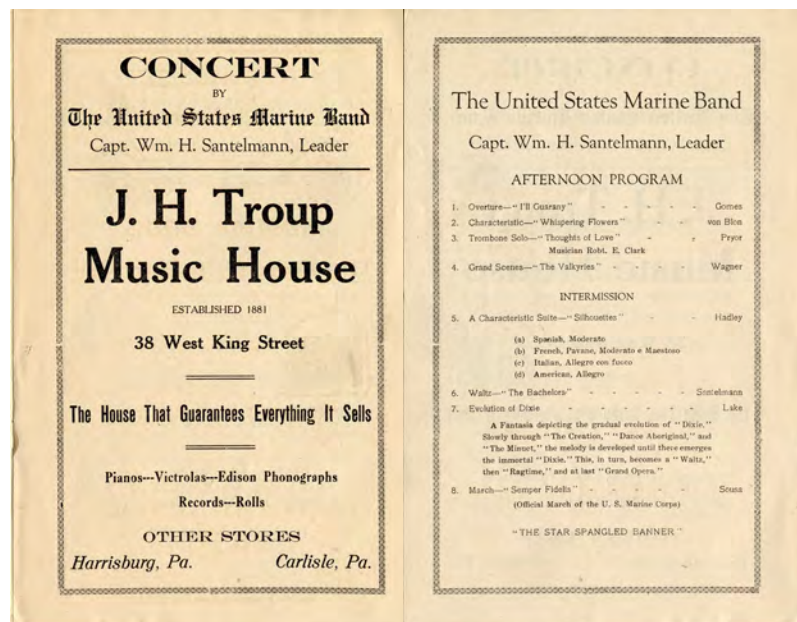 CONCERT
BY
The United States Marine Band
Capt. Wm. H. Santelmann, Leader
J. H. Troup
Music House
ESTABLISHED 1881
38 West King Street
The House That Guarantees Everything It Sells
Pianos---Victrolas---Edison Phonographs
Records---Rolls
OTHER STORES
Harrisburg, Pa. Carlisle, Pa.
The United States Marine Band
Capt. Wm. H. Santelmann, Leader
AFTERNOON PROGRAM
1. Overture—"I'll Guarany" - - - - - Gomes
2. Characteristic—"Whispering Flowers" - - von Blon
3. Trombone Solo—"Thoughts of Love" - - Pryor
Musician Robt. E. Clark
4. Grand Scenes—"The Valkyries" - - - Wagner
INTERMISSION
5. A Characteristic Suite—"Silhouettes" - - Hadley
(a) Spanish, Moderato
(b) French, Pavane, Moderato e Maestoso
(c) Italian, Allegro con fuoco
(d) American, Allegro
6. Waltz—"The Bachelors" - - - - - Santelmann
7. Evolution of Dixie - - - - - - Lake
A Fantasia depicting the gradual evolution of "Dixie."
Slowly through "The Creation," "Dance Aboriginal," and
"The Minuet," the melody is developed until there emerges
the immortal "Dixie." This, in turn, becomes a "Waltz,"
then "Ragtime," and at last "Grand Opera."
8. March—"Semper Fidelis" - - - - - Sousa
(Official March of the U. S. Marine Corps)
"THE STAR SPANGLED BANNER"